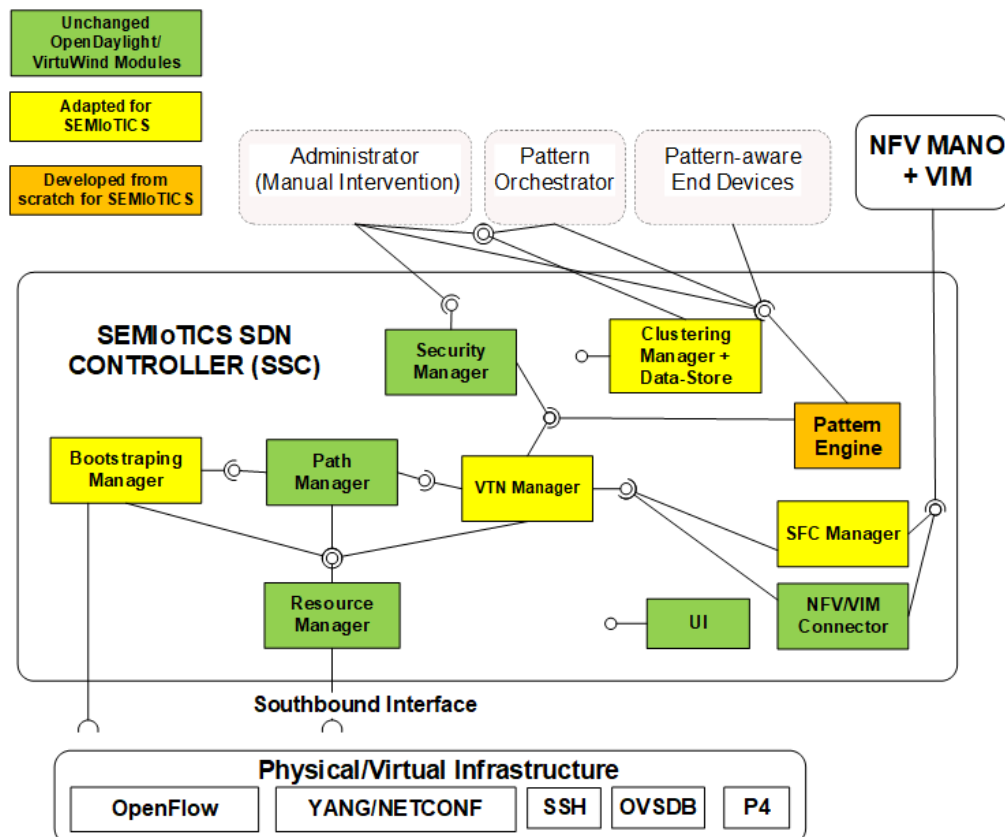 Unchanged
OpenDaylight/
VirtuWind Modules
Adapted for
SEMIoTICS
Developed from
scratch for SEMIoTICS
Administrator
(Manual Intervention)
Pattern
Orchestrator
Pattern-aware
End Devices
NFV MANO
+ VIM
SEMIoTICS SDN
CONTROLLER (SSC)
Security
Manager
Clustering
Manager +
Data-Store
Pattern
Engine
Bootstraping
Manager
Path
Manager
VTN Manager
SFC Manager
Resource
Manager
UI
NFV/VIM
Connector
Southbound Interface
Physical/Virtual Infrastructure
OpenFlow
YANG/NETCONF
SSH
OVSDB
P4